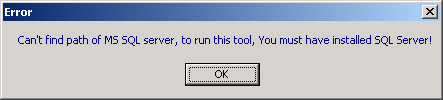 Error
Can't find path of MS SQL server, to run this tool, You must have installed SQL Server!
OK